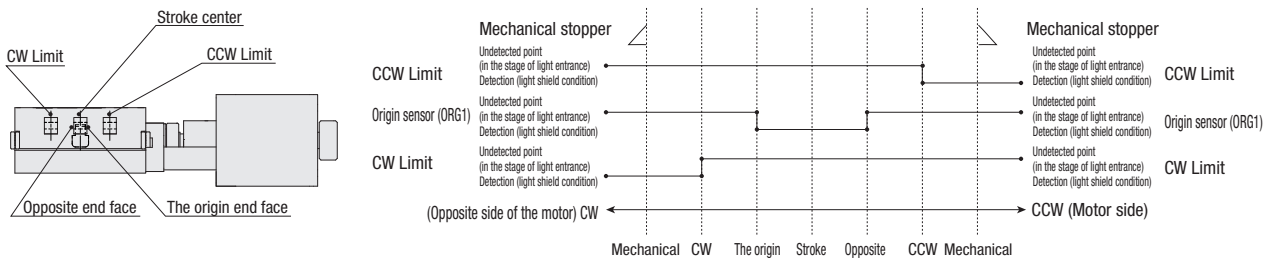 Stroke center
CW Limit
CCW Limit
Opposite end face
The origin end face
Mechanical stopper
Mechanical stopper
CCW Limit
Undetected point
(in the stage of light entrance)
Detection (light shield condition)
Undetected point
(in the stage of light entrance)
Detection (light shield condition)
CCW Limit
Origin sensor (ORG1)
Undetected point
(in the stage of light entrance)
Detection (light shield condition)
Undetected point
(in the stage of light entrance)
Detection (light shield condition)
Origin sensor (ORG1)
CW Limit
Undetected point
(in the stage of light entrance)
Detection (light shield condition)
Undetected point
(in the stage of light entrance)
Detection (light shield condition)
CW Limit
(Opposite side of the motor) CW
CCW (Motor side)
Mechanical CW The origin Stroke Opposite CCW Mechanical